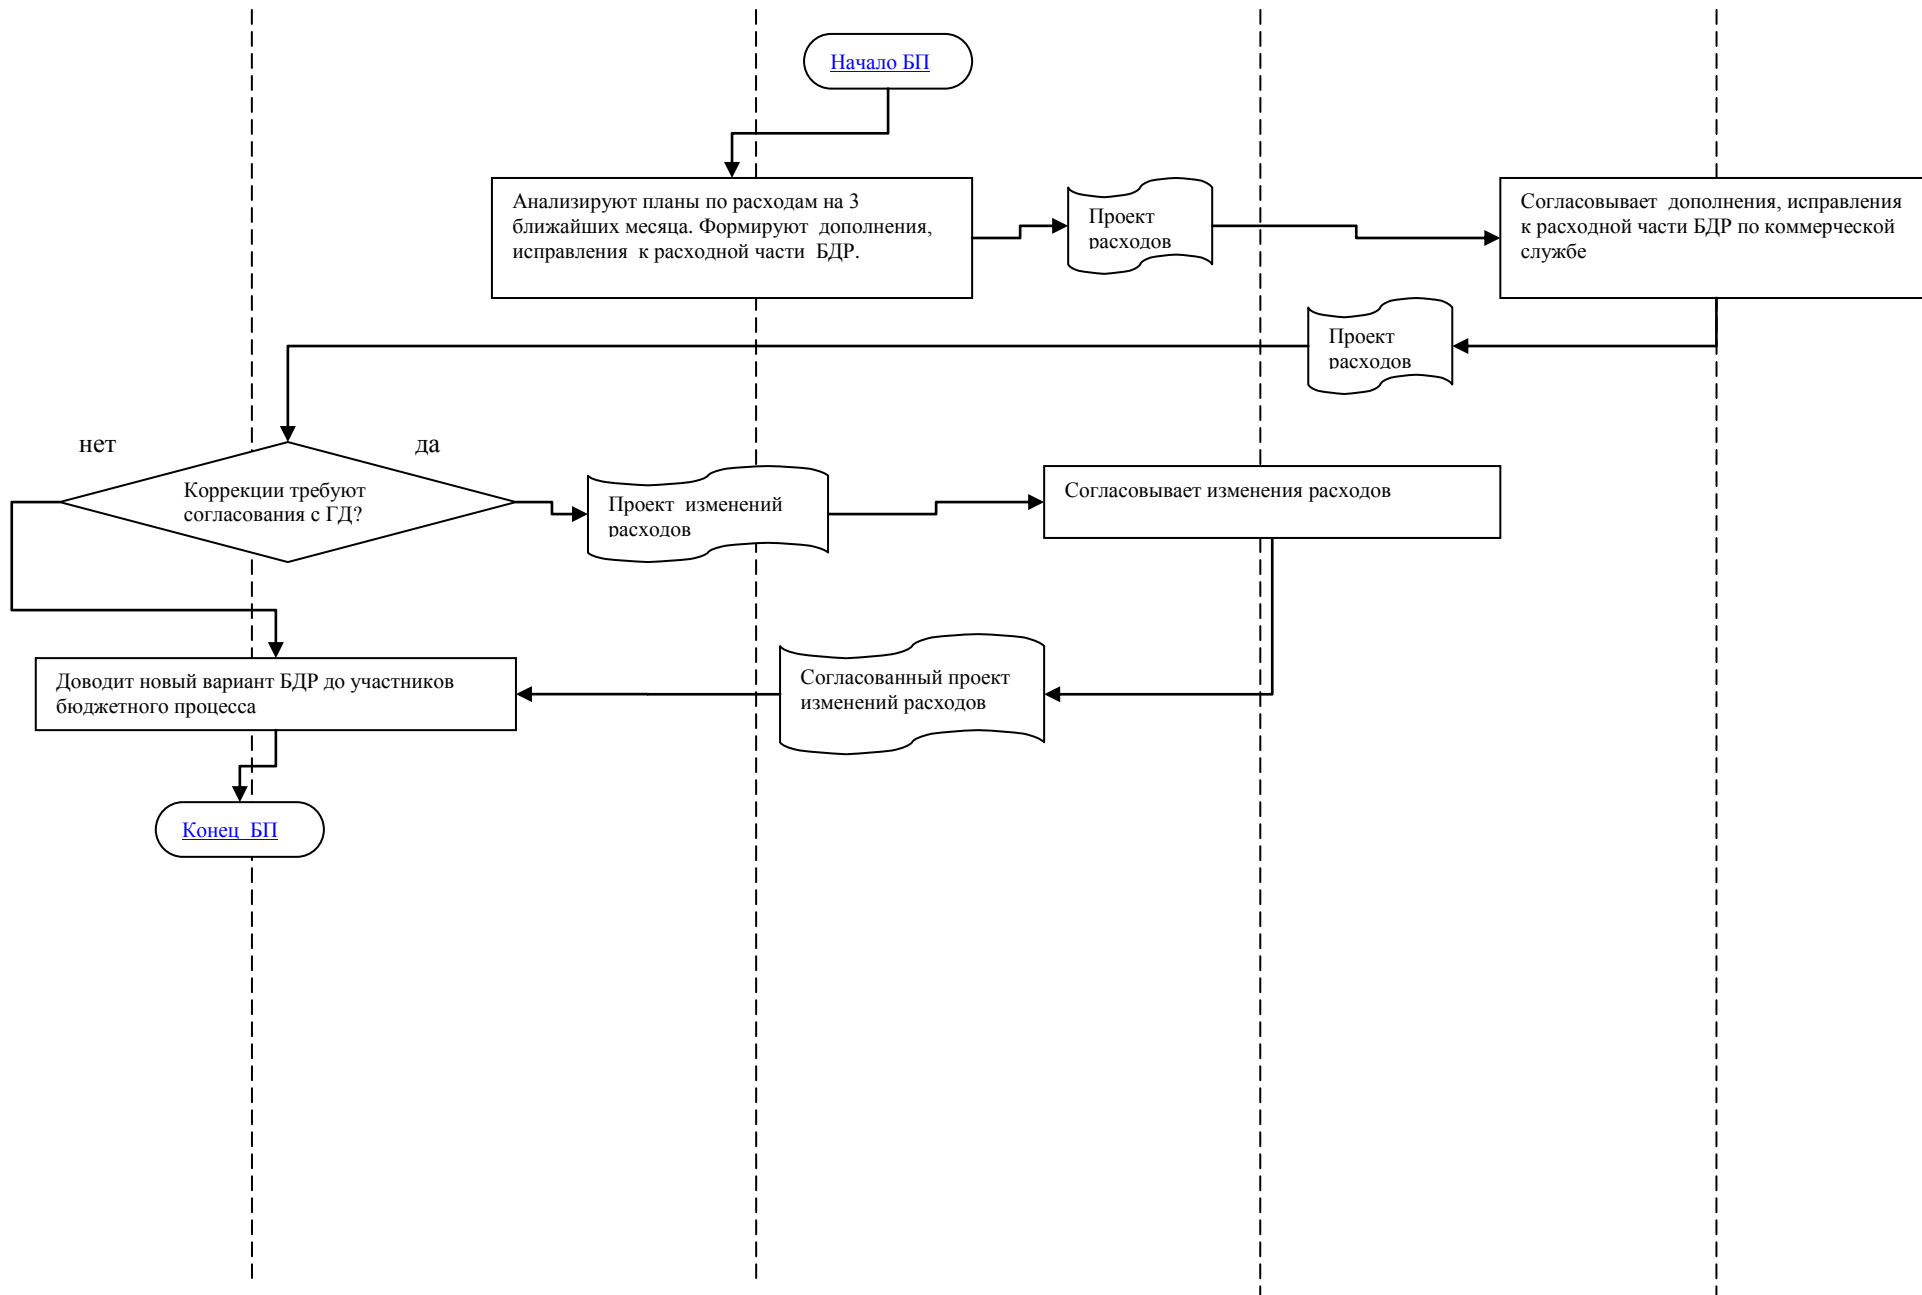 Начало БП
Анализируют планы по расходам на 3
ближайших месяца. Формируют дополнения,
исправления к расходной части БДР.
Проект
расходов
Согласовывает дополнения, исправления
к расходной части БДР по коммерческой
службе
Проект
расходов
нет
да
Коррекции требуют
согласования с ГД?
Проект изменений
расходов
Согласовывает изменения расходов
Согласованный проект
изменений расходов
Доводит новый вариант БДР до участников
бюджетного процесса
Конец БП